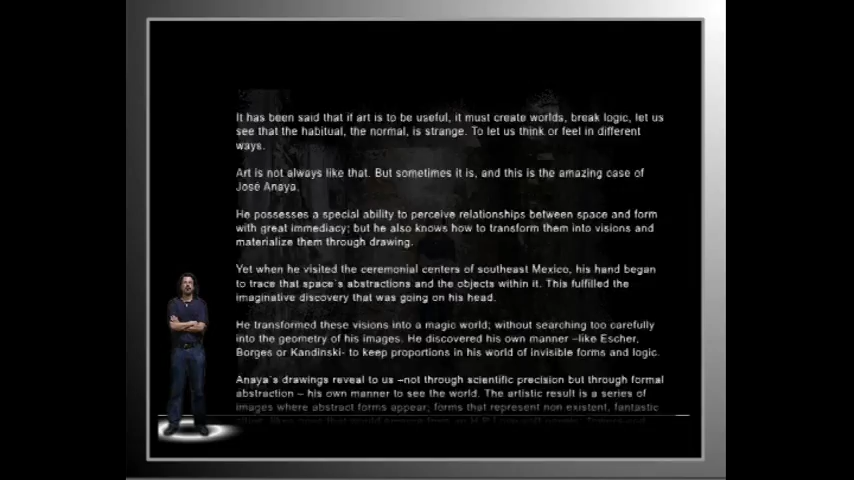 It has been said that if art is to be useful, it must create worlds, break logic, let us
see that the habitual, the normal, is strange. To let us think or feel in different
ways.
Art is not always like that. But sometimes it is, and this is the amazing case of
José Anaya.
He possesses a special ability to perceive relationships between space and form
with great immediacy; but he also knows how to transform them into visions and
materialize them through drawing.
Yet when he visited the ceremonial centers of southeast Mexico, his hand began
to trace that space`s abstractions and the objects within it. This fulfilled the
imaginative discovery that was going on his head.
He transformed these visions into a magic world; without searching too carefully
into the geometry of his images. He discovered his own manner –like Escher,
Borges or Kandinski- to keep proportions in his world of invisible forms and logic.
Anaya`s drawings reveal to us –not through scientific precision but through formal
abstraction – his own manner to see the world. The artistic result is a series of
images where abstract forms appear; forms that represent non existent, fantastic